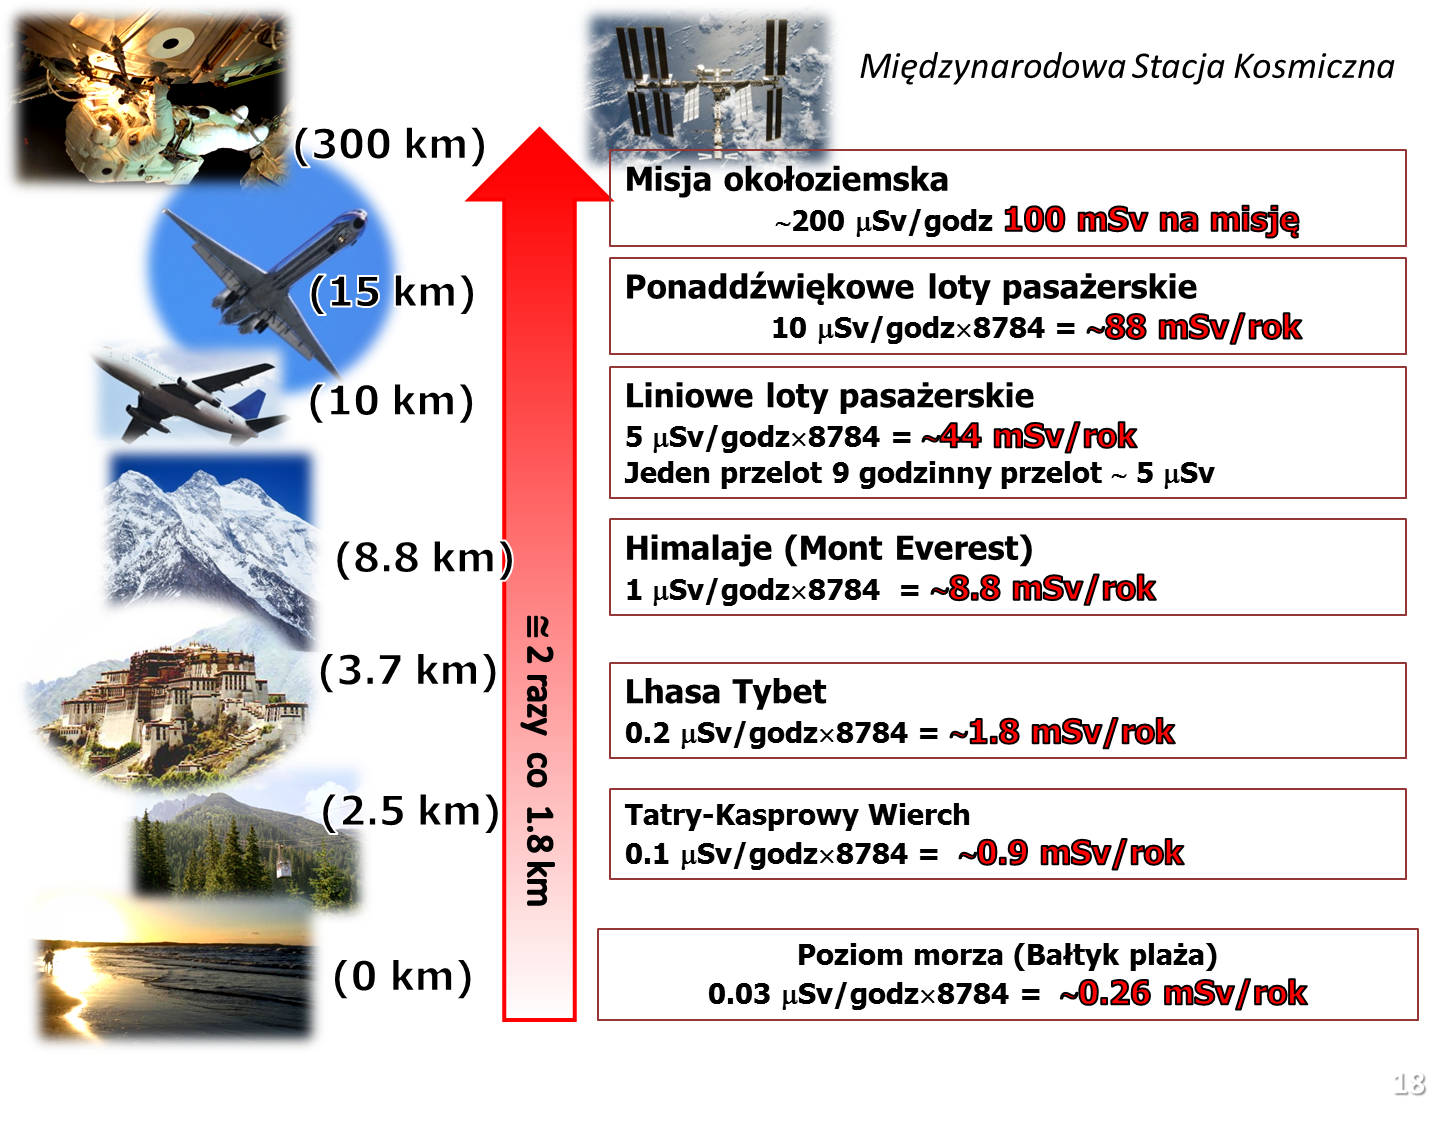 Międzynarodowa Stacja Kosmiczna
(300 km)
Misja okołoziemska
~200 μSv/godz 100 mSv na misję
(15 km)
Ponaddźwiękowe loty pasażerskie
10 μSv/godz×8784 = ~88 mSv/rok
(10 km)
Liniowe loty pasażerskie
5 μSv/godz×8784 = ~44 mSv/rok
Jeden przelot 9 godzinny przelot ~ 5 μSv
(8.8 km)
Himalaje (Mont Everest)
1 μSv/godz×8784 = ~8.8 mSv/rok
≅ 2 razy co 1.8 km
(3.7 km)
Lhasa Tybet
0.2 μSv/godz×8784 = ~1.8 mSv/rok
(2.5 km)
Tatry-Kasprowy Wierch
0.1 μSv/godz×8784 = ~0.9 mSv/rok
(0 km)
Poziom morza (Bałtyk plaża)
0.03 μSv/godz×8784 = ~0.26 mSv/rok
18